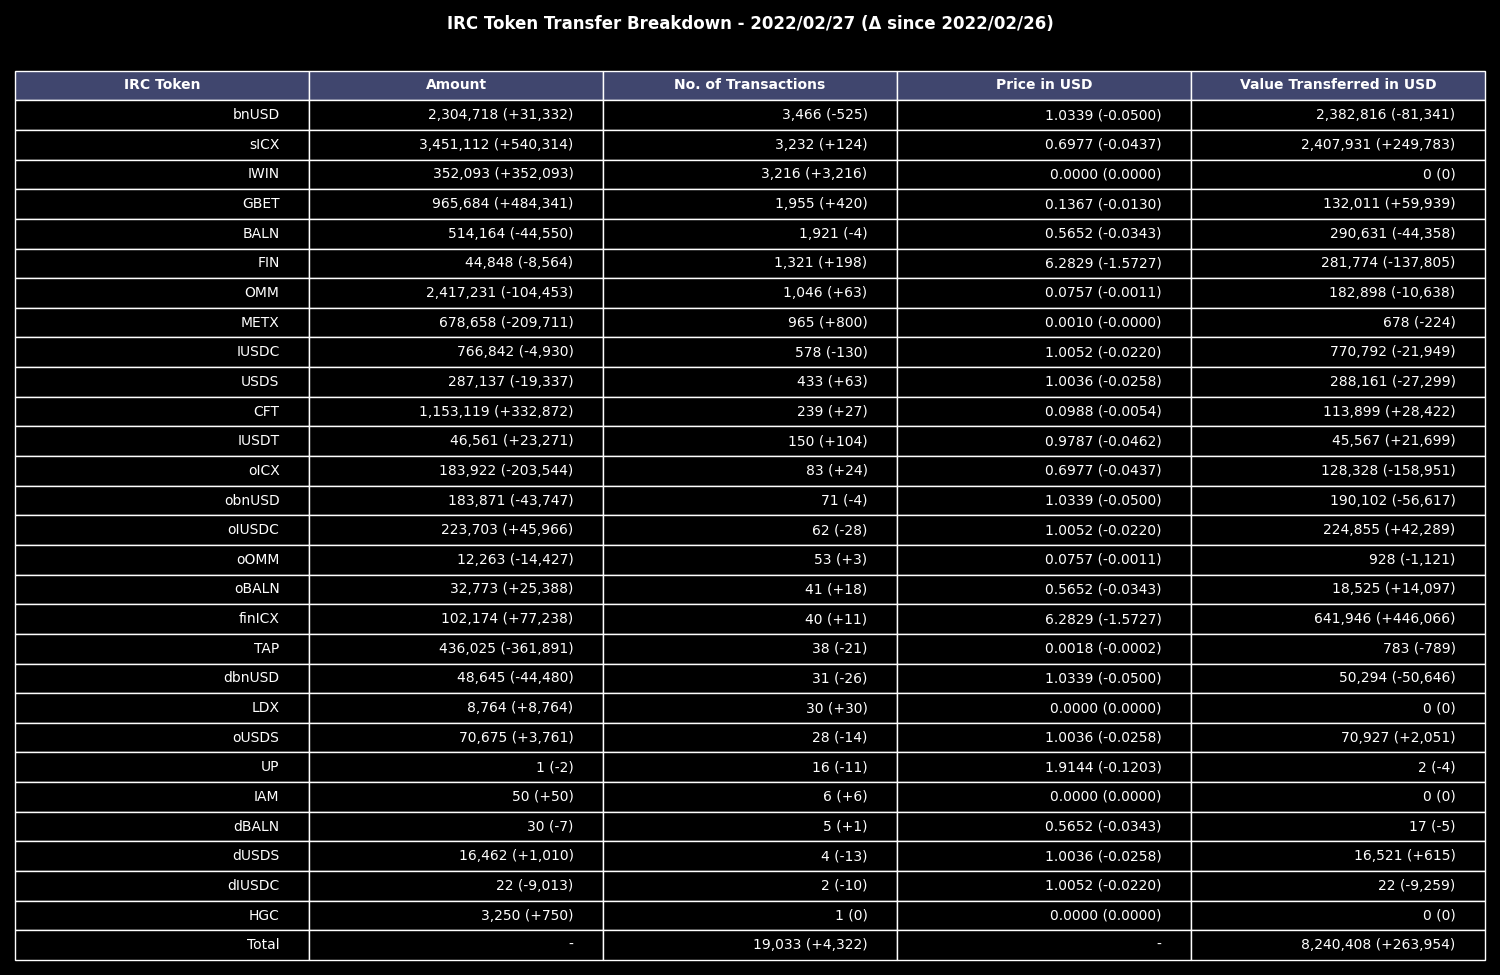 IRC Token Transfer Breakdown - 2022/02/27 (Δ since 2022/02/26)
IRC Token Amount No. of Transactions Price in USD Value Transferred in USD
bnUSD 2,304,718 (+31,332) 3,466 (-525) 1.0339 (-0.0500) 2,382,816 (-81,341)
sICX 3,451,112 (+540,314) 3,232 (+124) 0.6977 (-0.0437) 2,407,931 (+249,783)
IWIN 352,093 (+352,093) 3,216 (+3,216) 0.0000 (0.0000) 0 (0)
GBET 965,684 (+484,341) 1,955 (+420) 0.1367 (-0.0130) 132,011 (+59,939)
BALN 514,164 (-44,550) 1,921 (-4) 0.5652 (-0.0343) 290,631 (-44,358)
FIN 44,848 (-8,564) 1,321 (+198) 6.2829 (-1.5727) 281,774 (-137,805)
OMM 2,417,231 (-104,453) 1,046 (+63) 0.0757 (-0.0011) 182,898 (-10,638)
METX 678,658 (-209,711) 965 (+800) 0.0010 (-0.0000) 678 (-224)
IUSDC 766,842 (-4,930) 578 (-130) 1.0052 (-0.0220) 770,792 (-21,949)
USDS 287,137 (-19,337) 433 (+63) 1.0036 (-0.0258) 288,161 (-27,299)
CFT 1,153,119 (+332,872) 239 (+27) 0.0988 (-0.0054) 113,899 (+28,422)
IUSDT 46,561 (+23,271) 150 (+104) 0.9787 (-0.0462) 45,567 (+21,699)
oICX 183,922 (-203,544) 83 (+24) 0.6977 (-0.0437) 128,328 (-158,951)
obnUSD 183,871 (-43,747) 71 (-4) 1.0339 (-0.0500) 190,102 (-56,617)
oIUSDC 223,703 (+45,966) 62 (-28) 1.0052 (-0.0220) 224,855 (+42,289)
oOMM 12,263 (-14,427) 53 (+3) 0.0757 (-0.0011) 928 (-1,121)
oBALN 32,773 (+25,388) 41 (+18) 0.5652 (-0.0343) 18,525 (+14,097)
finICX 102,174 (+77,238) 40 (+11) 6.2829 (-1.5727) 641,946 (+446,066)
TAP 436,025 (-361,891) 38 (-21) 0.0018 (-0.0002) 783 (-789)
dbnUSD 48,645 (-44,480) 31 (-26) 1.0339 (-0.0500) 50,294 (-50,646)
LDX 8,764 (+8,764) 30 (+30) 0.0000 (0.0000) 0 (0)
oUSDS 70,675 (+3,761) 28 (-14) 1.0036 (-0.0258) 70,927 (+2,051)
UP 1 (-2) 16 (-11) 1.9144 (-0.1203) 2 (-4)
IAM 50 (+50) 6 (+6) 0.0000 (0.0000) 0 (0)
dBALN 30 (-7) 5 (+1) 0.5652 (-0.0343) 17 (-5)
dUSDS 16,462 (+1,010) 4 (-13) 1.0036 (-0.0258) 16,521 (+615)
dIUSDC 22 (-9,013) 2 (-10) 1.0052 (-0.0220) 22 (-9,259)
HGC 3,250 (+750) 1 (0) 0.0000 (0.0000) 0 (0)
Total - 19,033 (+4,322) - 8,240,408 (+263,954)